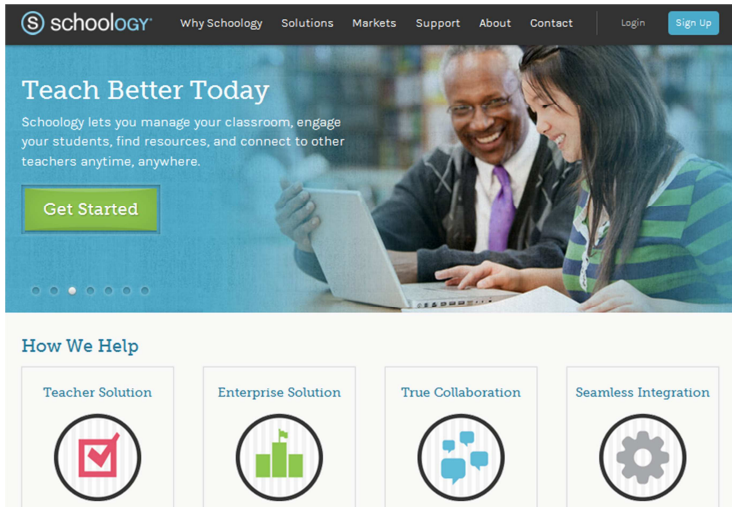 S schoology
Why Schoology Solutions Markets Support About Contact Login Sign Up
Teach Better Today
Schoology lets you manage your classroom, engage
your students, find resources, and connect to other
teachers anytime, anywhere.
Get Started
How We Help
Teacher Solution
Enterprise Solution
True Collaboration
Seamless Integration